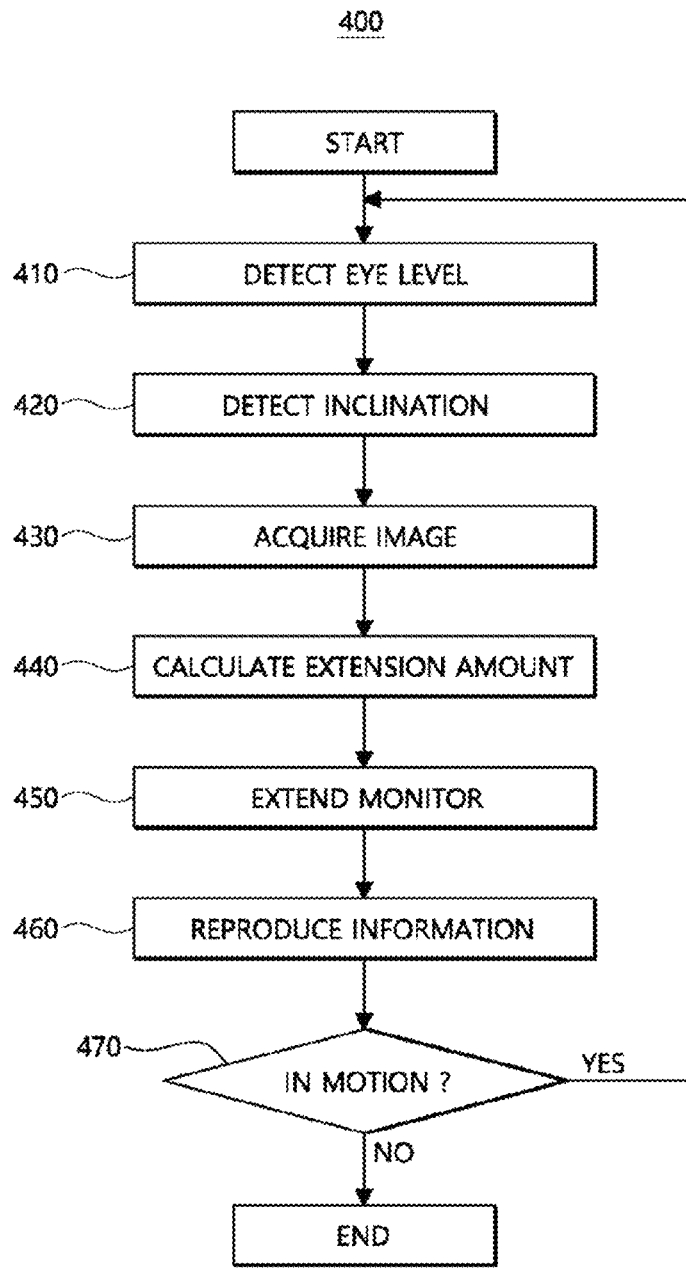 400
START
410 DETECT EYE LEVEL
420 DETECT INCLINATION
430 ACQUIRE IMAGE
440 CALCULATE EXTENSION AMOUNT
450 EXTEND MONITOR
460 REPRODUCE INFORMATION
470 IN MOTION ? YES
NO
END